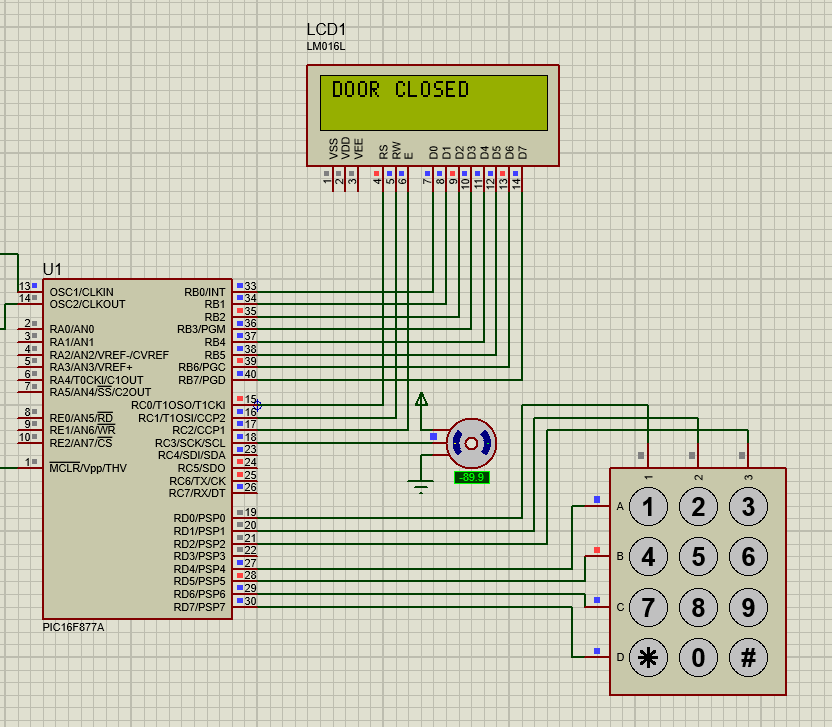 LCD1
LM016L
DOOR CLOSED
VSS VDD VEE RS RW E D0 D1 D2 D3 D4 D5 D6 D7
1 2 3 4 5 6 7 8 9 10 11 12 13 14
U1
13 OSC1/CLKIN RB0/INT 33
14 OSC2/CLKOUT RB1 34
RB2 35
2 RA0/AN0 RB3/PGM 36
3 RA1/AN1 RB4 37
4 RA2/AN2/VREF-/CVREF RB5 38
5 RA3/AN3/VREF+ RB6/PGC 39
6 RA4/T0CKI/C1OUT RB7/PGD 40
7 RA5/AN4/SS/C2OUT
RC0/T1OSO/T1CKI 15
8 RE0/AN5/RD RC1/T1OSI/CCP2 16
9 RE1/AN6/WR RC2/CCP1 17
10 RE2/AN7/CS RC3/SCK/SCL 18
RC4/SDI/SDA 23
1 MCLR/Vpp/THV RC5/SDO 24
RC6/TX/CK 25
RC7/RX/DT 26
RD0/PSP0 19
RD1/PSP1 20
RD2/PSP2 21
RD3/PSP3 22
RD4/PSP4 27
RD5/PSP5 28
RD6/PSP6 29
RD7/PSP7 30
PIC16F877A
-89.9
1 2 3
A 1 2 3
B 4 5 6
C 7 8 9
D * 0 #